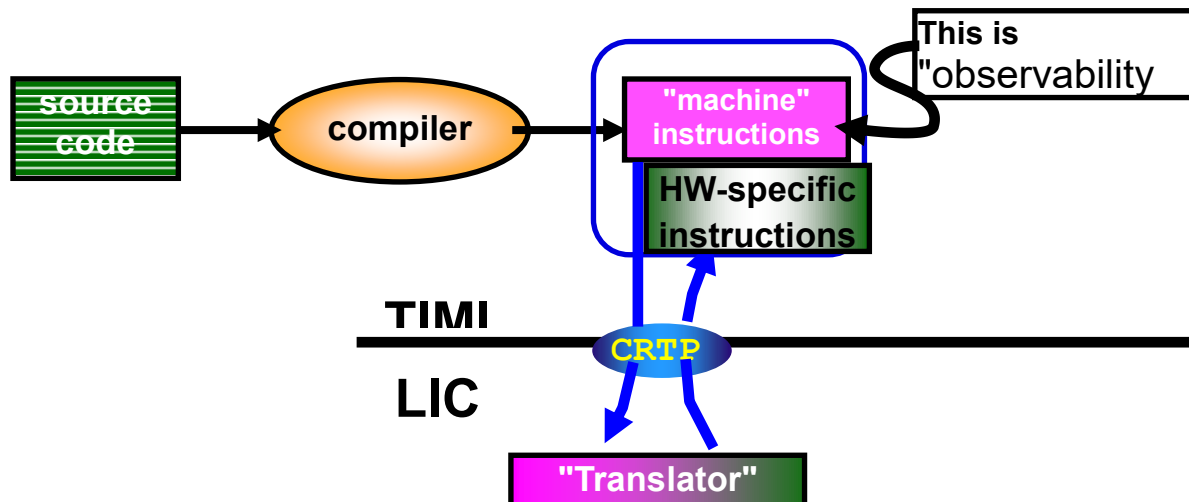 This is
"observability
source
code
compiler
"machine"
instructions
HW-specific
instructions
TIMI
CRTP
LIC
"Translator"